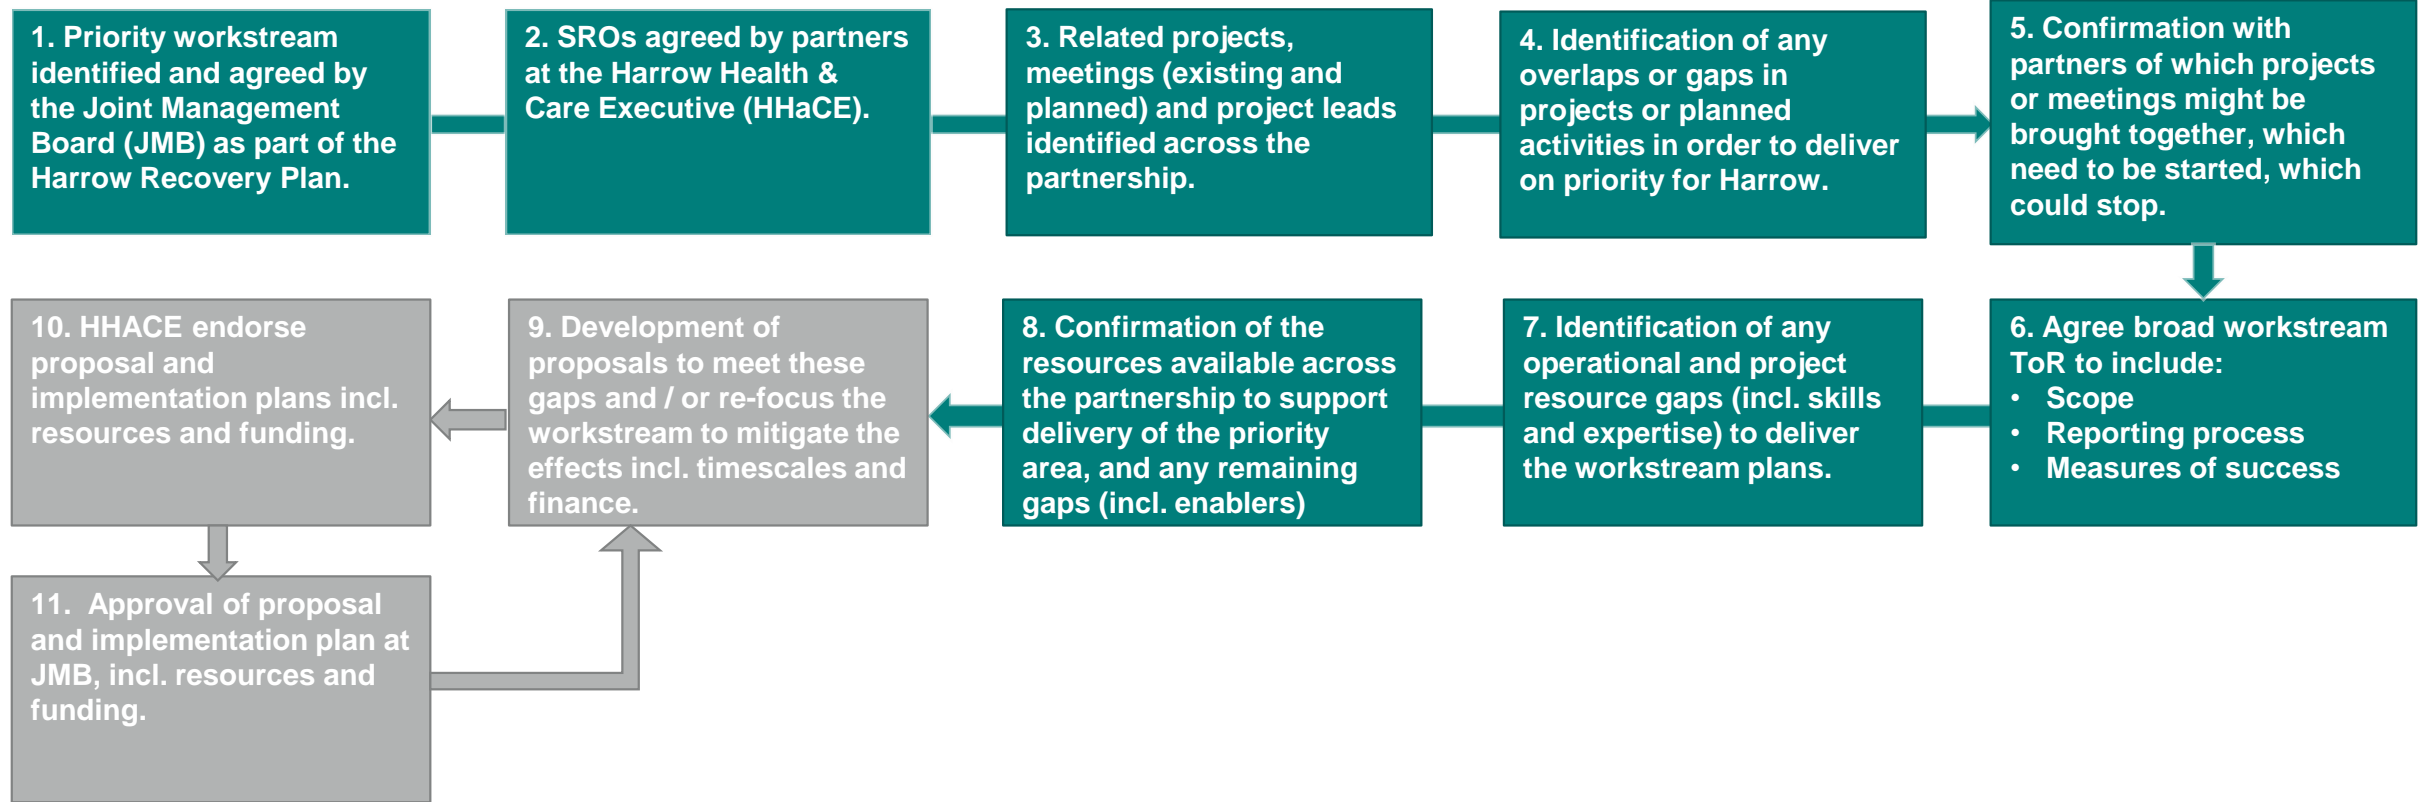 1. Priority workstream
identified and agreed by
the Joint Management
Board (JMB) as part of the
Harrow Recovery Plan.
2. SROs agreed by partners
at the Harrow Health &
Care Executive (HHaCE).
3. Related projects,
meetings (existing and
planned) and project leads
identified across the
partnership.
4. Identification of any
overlaps or gaps in
projects or planned
activities in order to deliver
on priority for Harrow.
5. Confirmation with
partners of which projects
or meetings might be
brought together, which
need to be started, which
could stop.
6. Agree broad workstream
ToR to include:
• Scope
• Reporting process
• Measures of success
7. Identification of any
operational and project
resource gaps (incl. skills
and expertise) to deliver
the workstream plans.
8. Confirmation of the
resources available across
the partnership to support
delivery of the priority
area, and any remaining
gaps (incl. enablers)
9. Development of
proposals to meet these
gaps and / or re-focus the
workstream to mitigate the
effects incl. timescales and
finance.
10. HHACE endorse
proposal and
implementation plans incl.
resources and funding.
11. Approval of proposal
and implementation plan at
JMB, incl. resources and
funding.